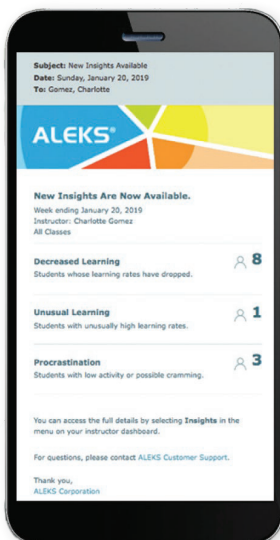 Subject: New Insights Available
Date: Sunday, January 20, 2019
To: Gomez, Charlotte
ALEKS®
New Insights Are Now Available.
Week ending January 20, 2019
Instructor: Charlotte Gomez
All Classes
Decreased Learning 8
Students whose learning rates have dropped.
Unusual Learning 1
Students with unusually high learning rates.
Procrastination 3
Students with low activity or possible cramming.
You can access the full details by selecting Insights in the
menu on your instructor dashboard.
For questions, please contact ALEKS Customer Support.
Thank you,
ALEKS Corporation